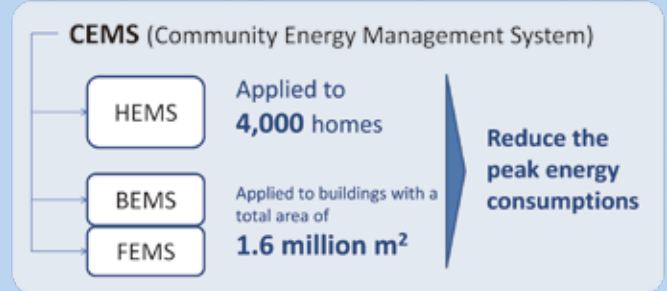 CEMS (Community Energy Management System)
HEMS
Applied to
4,000 homes
BEMS
FEMS
Applied to buildings with a
total area of
1.6 million m²
Reduce the
peak energy
consumptions